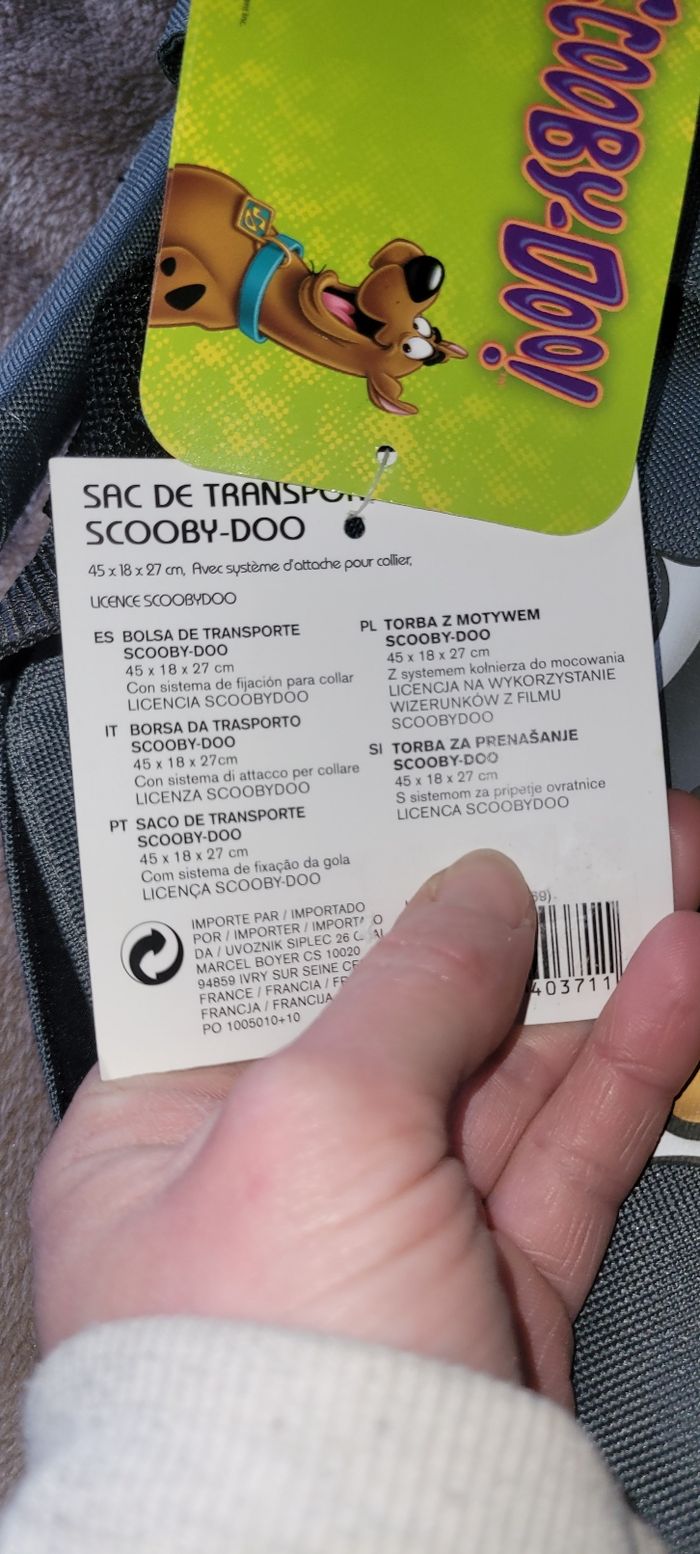 SCOOBY-DOO!
SAC DE
SCOOBY-DOO
45 x 18 x 27 cm, Avec système d'attache pour collier,
LICENCE SCOOBYDOO
ES BOLSA DE TRANSPORTE
SCOOBY-DOO
45 x 18 x 27 cm
Con sistema de fijación para collar
LICENCIA SCOOBYDOO
IT BORSA DA TRASPORTO
SCOOBY-DOO
45 x 18 x 27cm
Con sistema di attacco per collare
LICENZA SCOOBYDOO
PT SACO DE TRANSPORTE
SCOOBY-DOO
45 x 18 x 27 cm
Com sistema de fixação da gola
LICENÇA SCOOBY-DOO
PL TORBA Z MOTYWEM
SCOOBY-DOO
45 x 18 x 27 cm
Z systemem kołnierza do mocowania
LICENCJA NA WYKORZYSTANIE
WIZERUNKÓW Z FILMU
SCOOBYDOO
SI TORBA ZA PRENAŠANJE
SCOOBY-DOO
45 x 18 x 27 cm
S sistemom za pripetje ovratnice
LICENCA SCOOBYDOO
IMPORTE PAR / IMPORTADO
POR / IMPORTER /
DA / UVOZNIK SIPLEC 26
MARCEL BOYER CS 10020
94859 IVRY SUR SEINE
FRANCE / FRANCIA /
FRANCJA / FRANCIJA
PO 1005010+10
403711